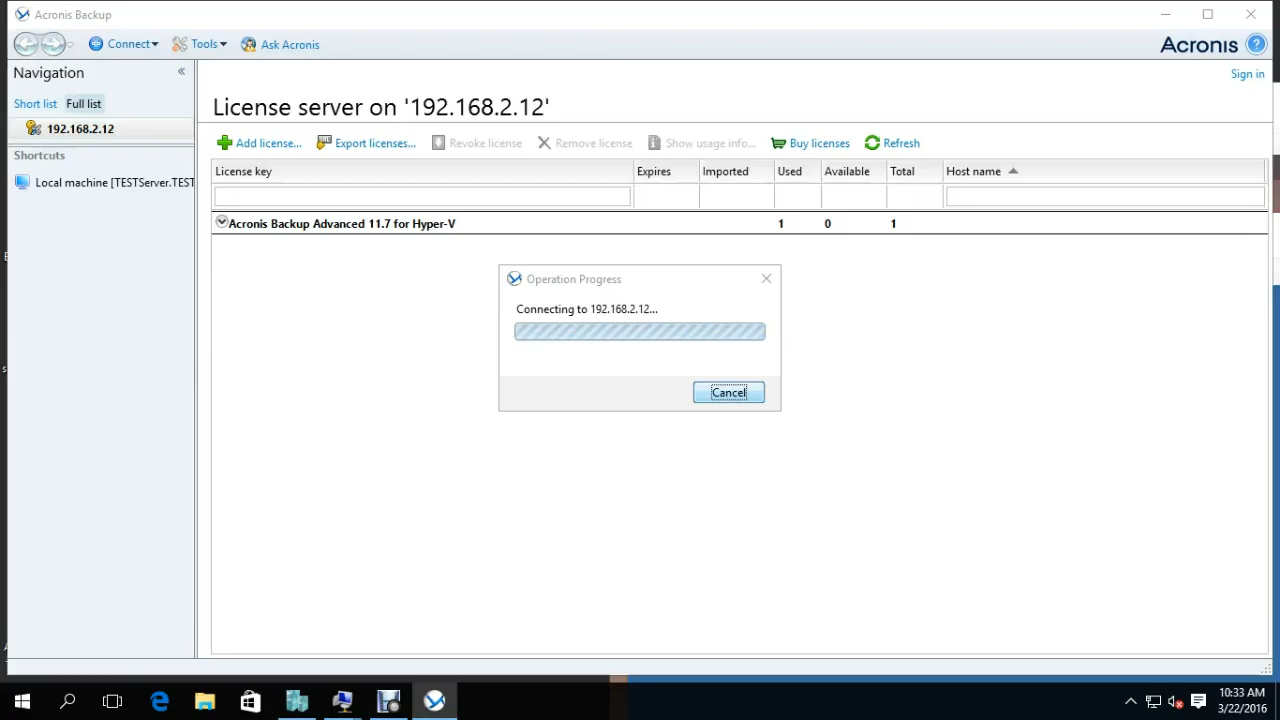 Acronis Backup
Connect
Tools
Ask Acronis
Acronis
Navigation
Sign in
Short list
Full list
License server on '192.168.2.12'
192.168.2.12
Add license...
Export licenses...
Revoke license
Remove license
Show usage info...
Buy licenses
Refresh
Shortcuts
License key
Expires
Imported
Used
Available
Total
Host name
Local machine [TESTServer.TEST
Acronis Backup Advanced 11.7 for Hyper-V
1
0
1
Operation Progress
Connecting to 192.168.2.12...
Cancel
10:33 AM
3/22/2016